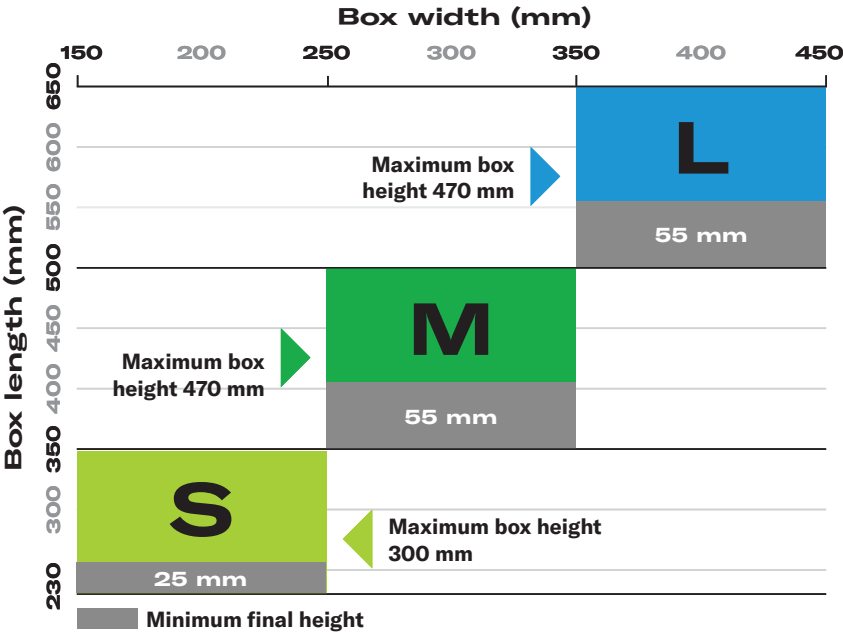 Box width (mm)
150 200 250 300 350 400 450
Box length (mm)
650
600
550
500
450
400
350
300
230
L
Maximum box
height 470 mm
55 mm
M
Maximum box
height 470 mm
55 mm
S
Maximum box height
300 mm
25 mm
Minimum final height